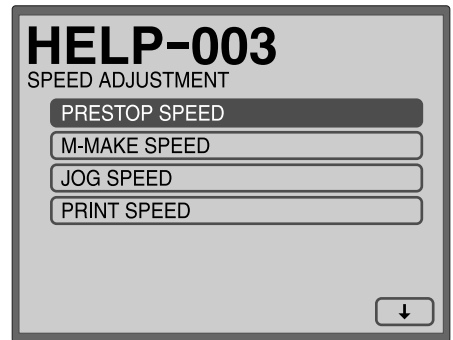 HELP-003
SPEED ADJUSTMENT
PRESTOP SPEED
M-MAKE SPEED
JOG SPEED
PRINT SPEED
↓